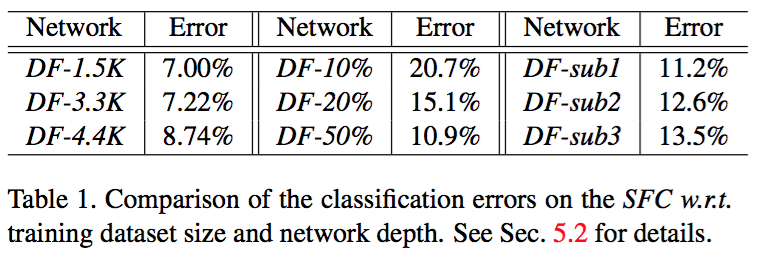 Network Error Network Error Network Error
DF-1.5K 7.00% DF-10% 20.7% DF-sub1 11.2%
DF-3.3K 7.22% DF-20% 15.1% DF-sub2 12.6%
DF-4.4K 8.74% DF-50% 10.9% DF-sub3 13.5%
Table 1. Comparison of the classification errors on the SFC w.r.t.
training dataset size and network depth. See Sec. 5.2 for details.